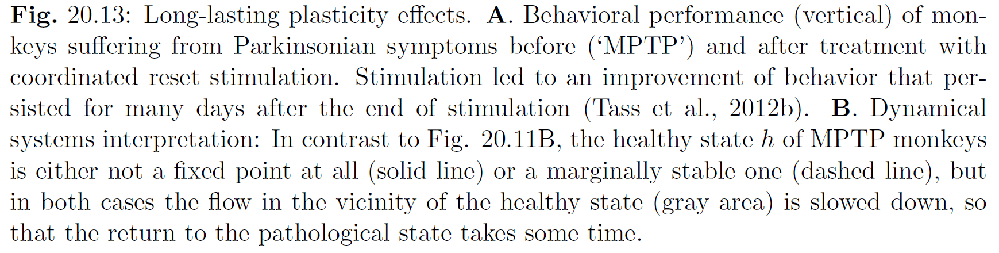 Fig. 20.13: Long-lasting plasticity effects. A. Behavioral performance (vertical) of mon-
keys suffering from Parkinsonian symptoms before (‘MPTP’) and after treatment with
coordinated reset stimulation. Stimulation led to an improvement of behavior that per-
sisted for many days after the end of stimulation (Tass et al., 2012b). B. Dynamical
systems interpretation: In contrast to Fig. 20.11B, the healthy state h of MPTP monkeys
is either not a fixed point at all (solid line) or a marginally stable one (dashed line), but
in both cases the flow in the vicinity of the healthy state (gray area) is slowed down, so
that the return to the pathological state takes some time.